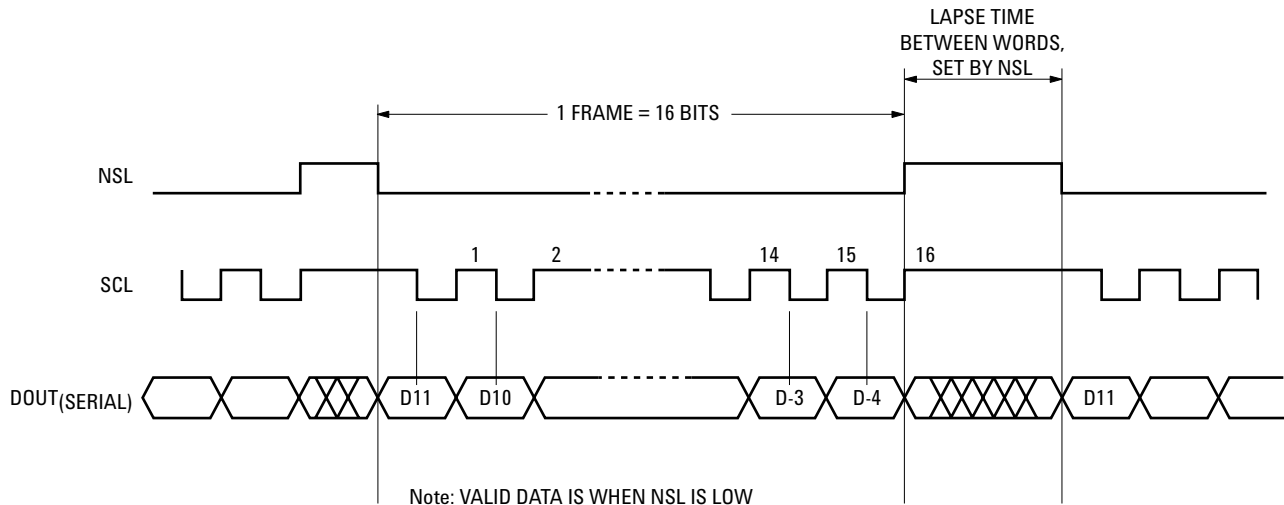 LAPSE TIME
BETWEEN WORDS,
SET BY NSL
1 FRAME = 16 BITS
NSL
1 2 14 15 16
SCL
DOUT(SERIAL) D11 D10 D-3 D-4 D11
Note: VALID DATA IS WHEN NSL IS LOW